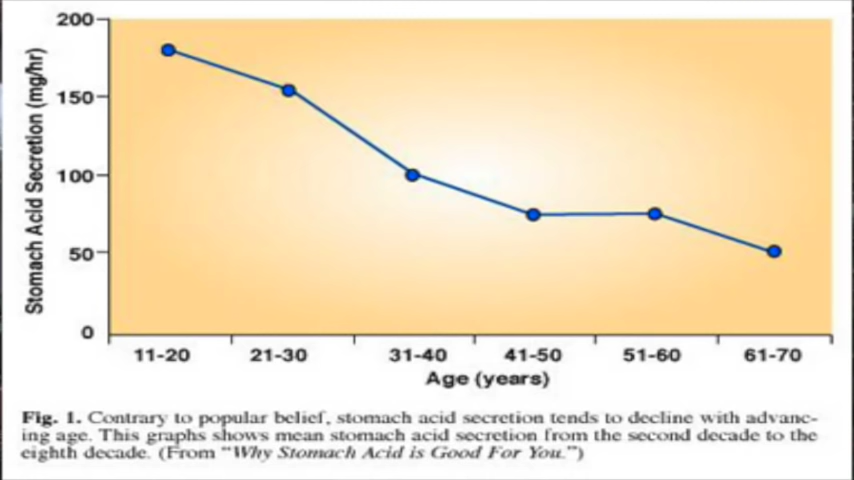 200
150
100
50
0
Stomach Acid Secretion (mg/hr)
11-20 21-30 31-40 41-50 51-60 61-70
Age (years)
Fig. 1. Contrary to popular belief, stomach acid secretion tends to decline with advanc-
ing age. This graphs shows mean stomach acid secretion from the second decade to the
eighth decade. (From “Why Stomach Acid is Good For You.”)